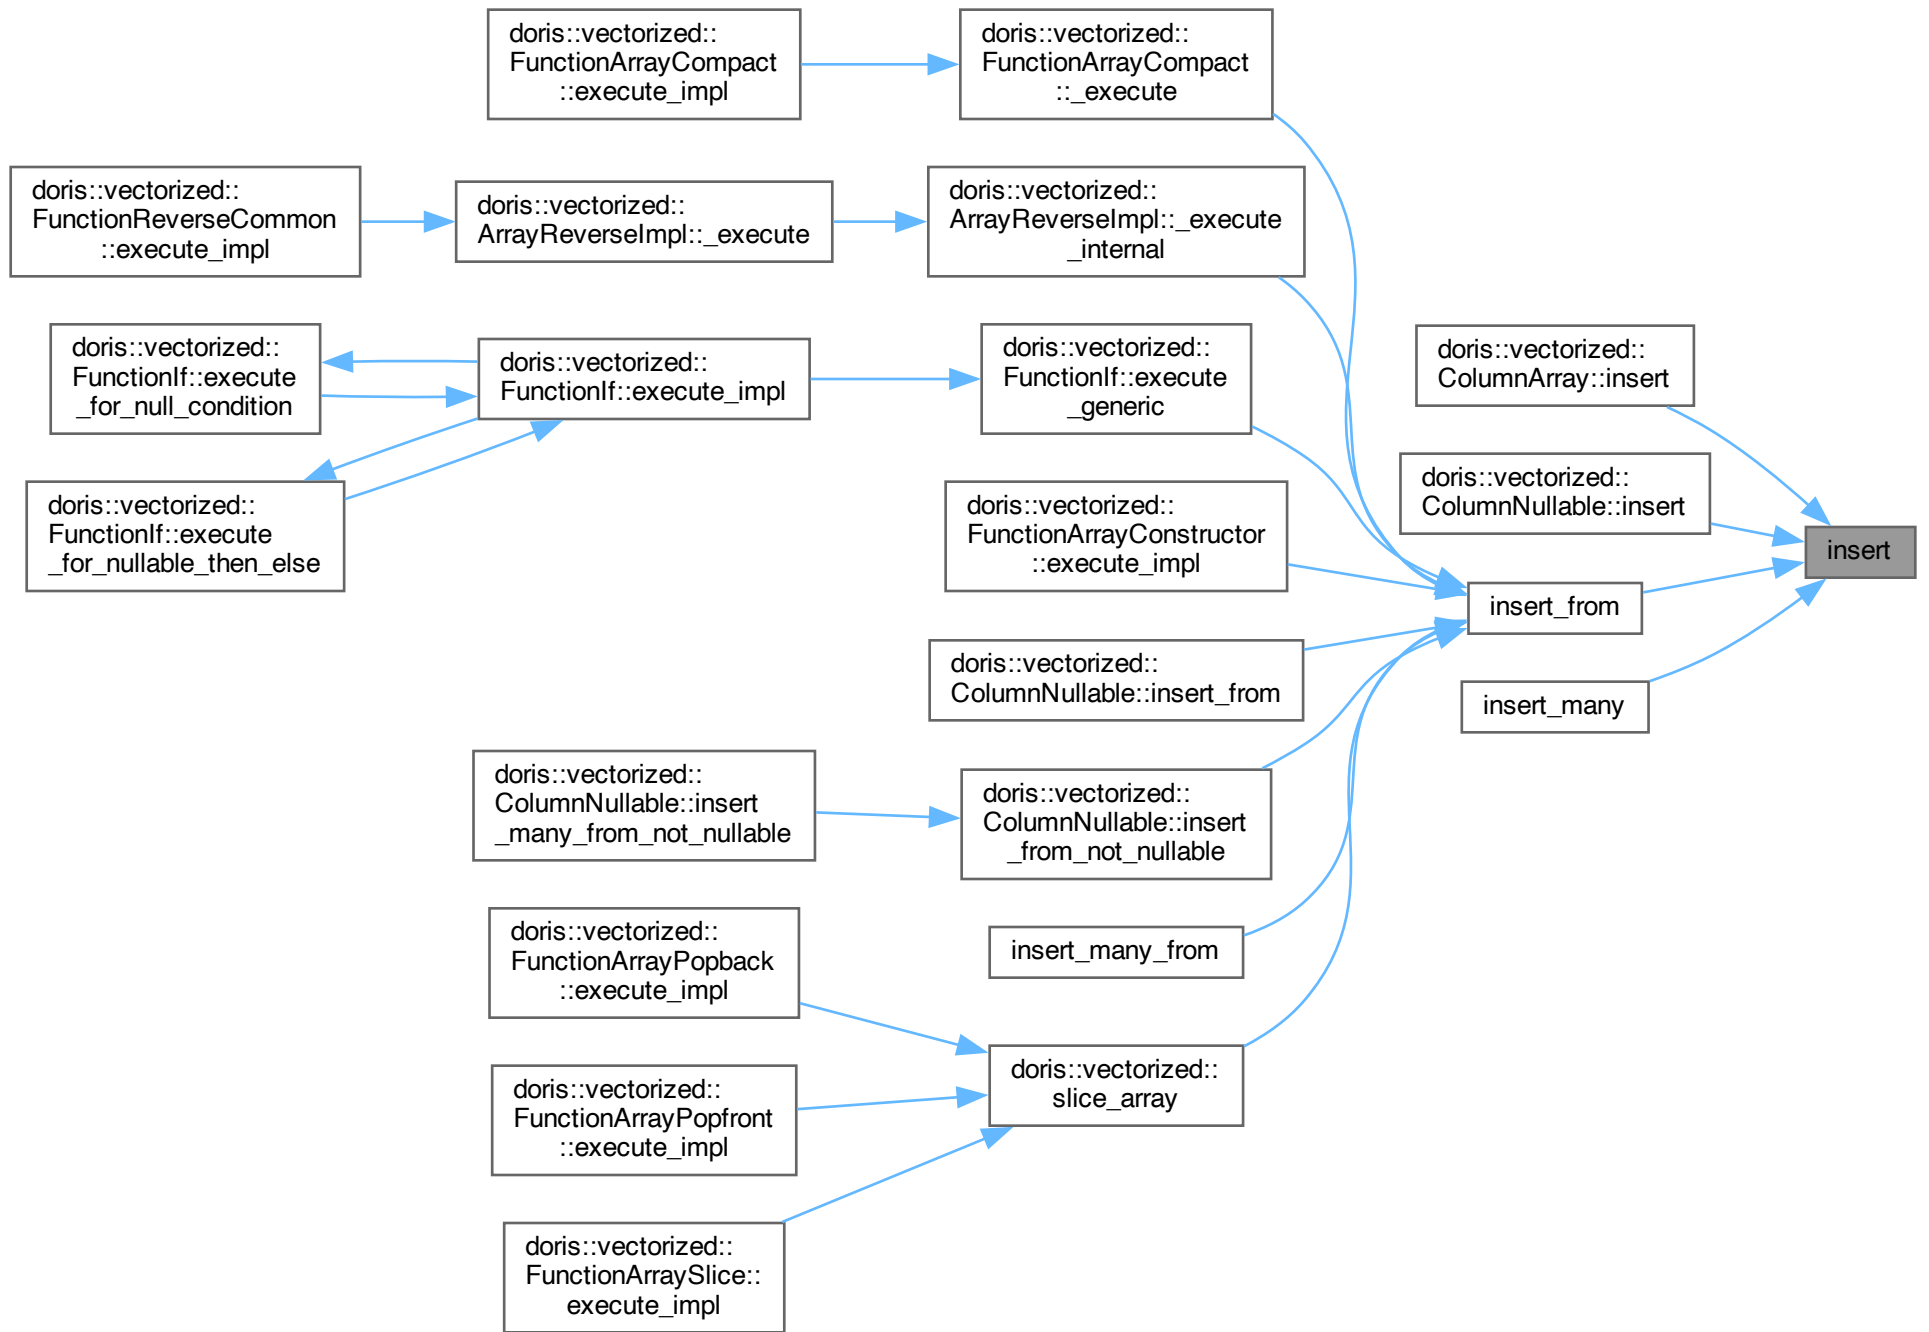 doris::vectorized::
FunctionArrayCompact
::execute_impl
doris::vectorized::
FunctionArrayCompact
::_execute
doris::vectorized::
FunctionReverseCommon
::execute_impl
doris::vectorized::
ArrayReverseImpl::_execute
doris::vectorized::
ArrayReverseImpl::_execute
_internal
doris::vectorized::
FunctionIf::execute
_for_null_condition
doris::vectorized::
FunctionIf::execute_impl
doris::vectorized::
FunctionIf::execute
_generic
doris::vectorized::
ColumnArray::insert
doris::vectorized::
ColumnNullable::insert
doris::vectorized::
FunctionIf::execute
_for_nullable_then_else
doris::vectorized::
FunctionArrayConstructor
::execute_impl
insert
insert_from
doris::vectorized::
ColumnNullable::insert_from
insert_many
doris::vectorized::
ColumnNullable::insert
_many_from_not_nullable
doris::vectorized::
ColumnNullable::insert
_from_not_nullable
doris::vectorized::
FunctionArrayPopback
::execute_impl
insert_many_from
doris::vectorized::
FunctionArrayPopfront
::execute_impl
doris::vectorized::
slice_array
doris::vectorized::
FunctionArraySlice::
execute_impl